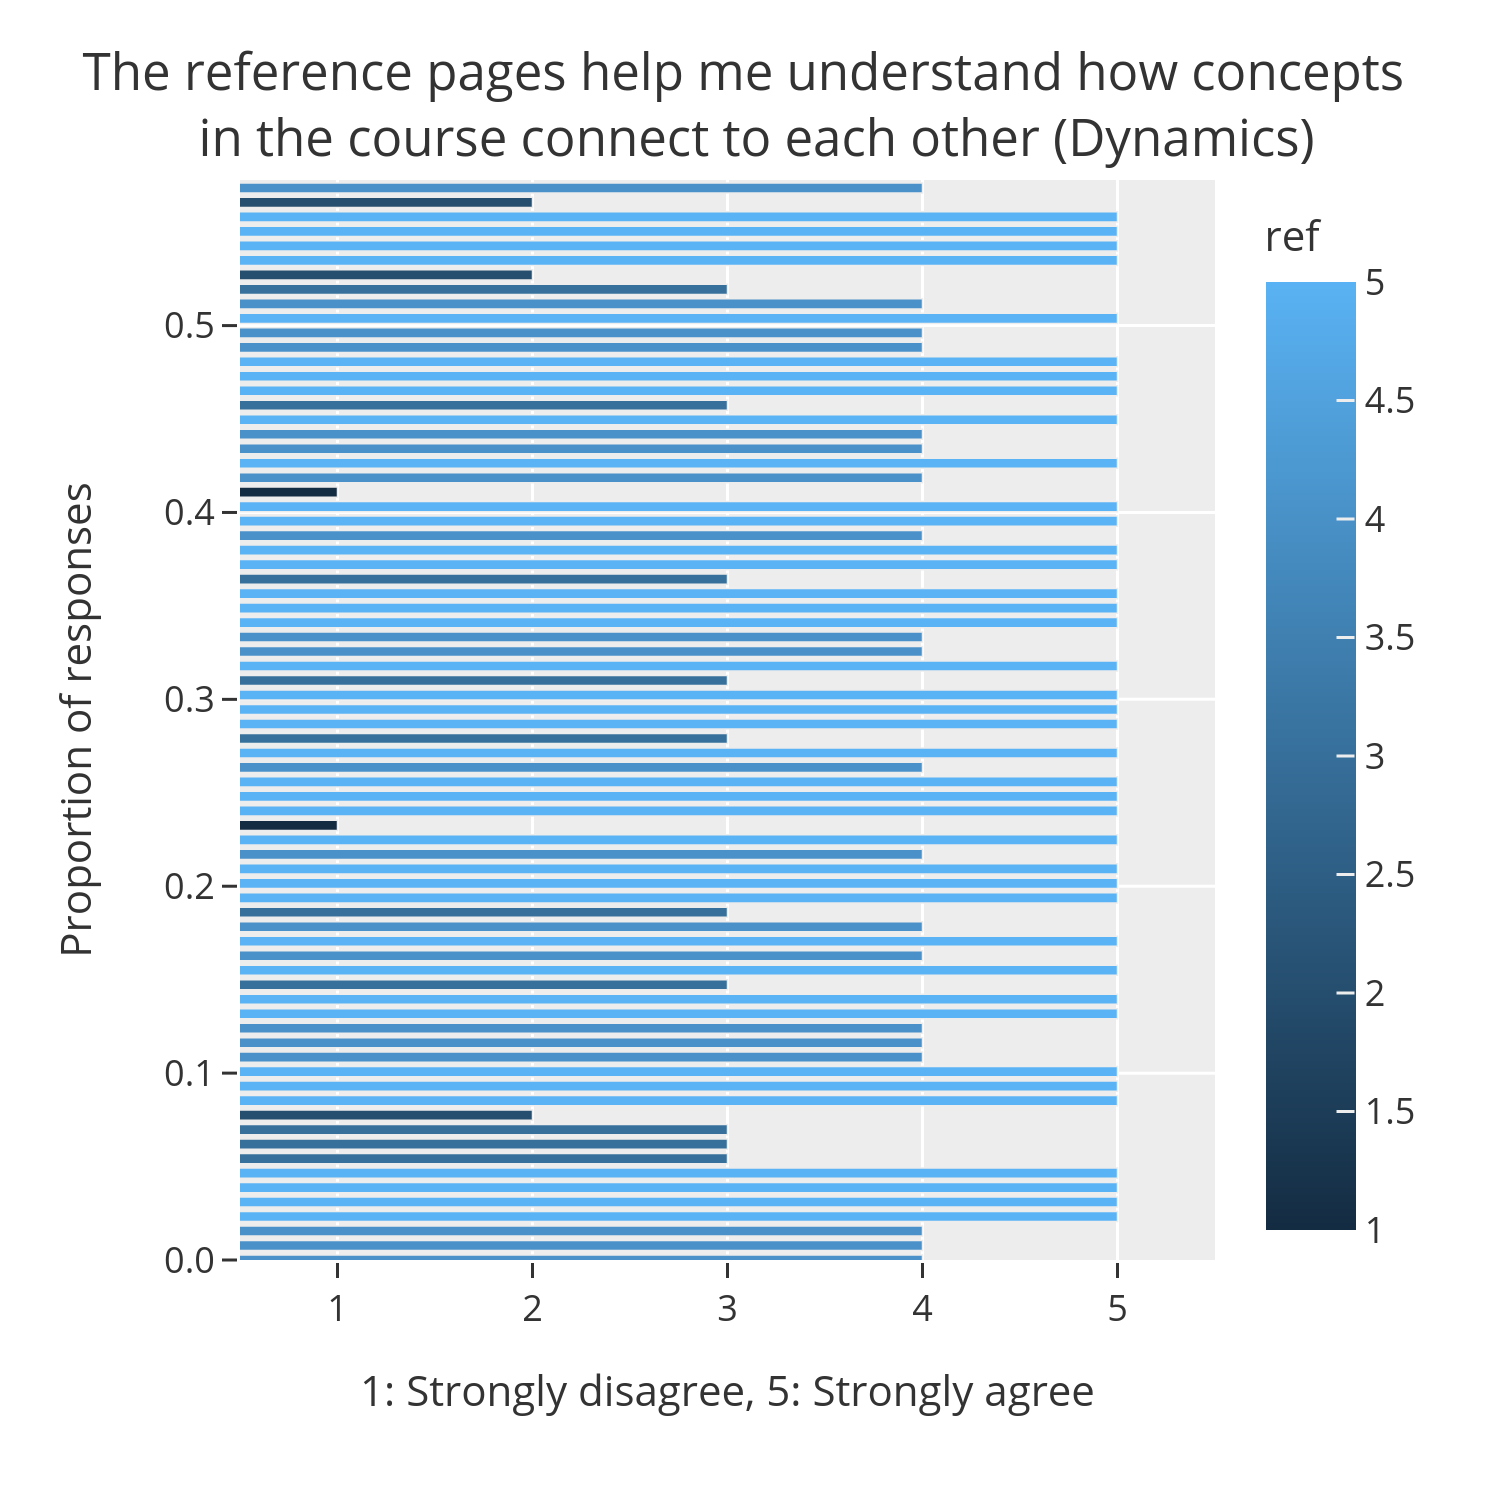 The reference pages help me understand how concepts
in the course connect to each other (Dynamics)
ref
5
4.5
4
3.5
3
2.5
2
1.5
1
Proportion of responses
0.5
0.4
0.3
0.2
0.1
0.0
1 2 3 4 5
1: Strongly disagree, 5: Strongly agree